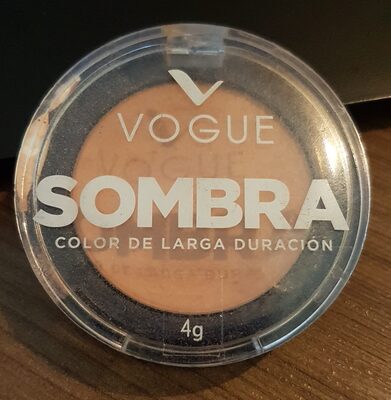 VOGUE
SOMBRA
COLOR DE LARGA DURACIÓN
4g